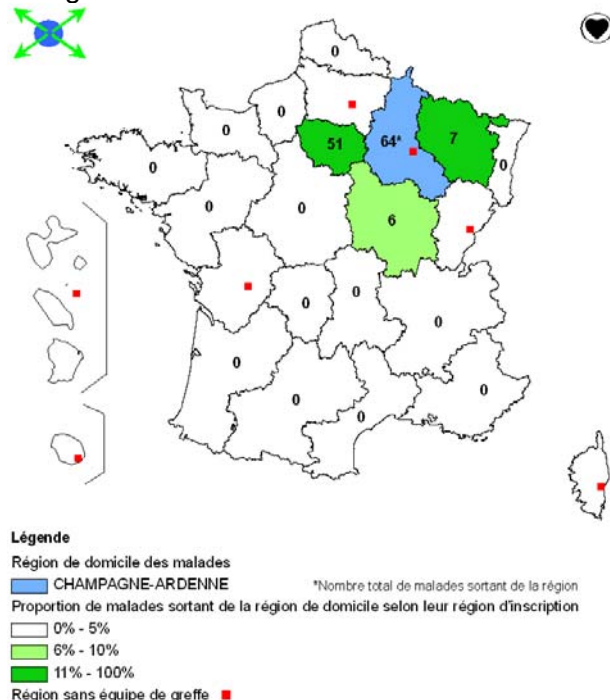 0
0
0
51
64*
7
0
0
0
0
6
0
0
0
0
0
0
0
Légende
Région de domicile des malades
CHAMPAGNE-ARDENNE *Nombre total de malades sortant de la région
Proportion de malades sortant de la région de domicile selon leur région d'inscription
0% - 5%
6% - 10%
11% - 100%
Région sans équipe de greffe